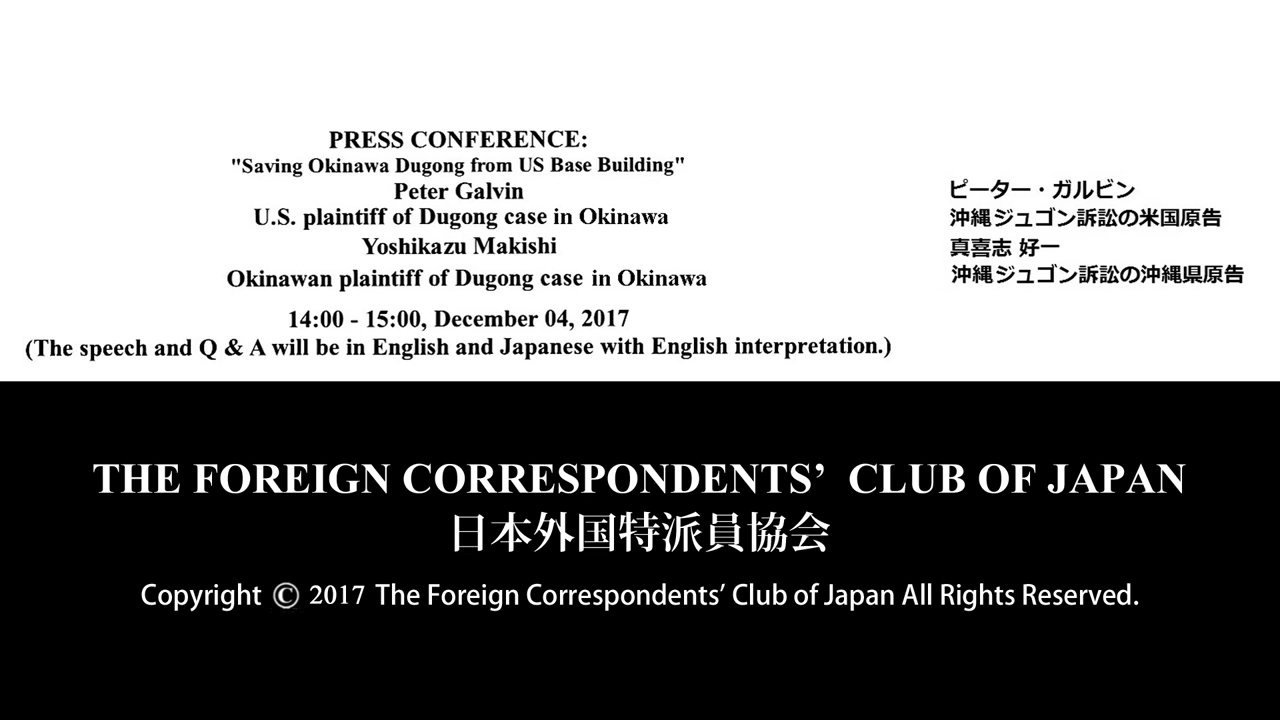 PRESS CONFERENCE:
"Saving Okinawa Dugong from US Base Building"
Peter Galvin
U.S. plaintiff of Dugong case in Okinawa
Yoshikazu Makishi
Okinawan plaintiff of Dugong case in Okinawa
14:00 - 15:00, December 04, 2017
(The speech and Q & A will be in English and Japanese with English interpretation.)
ピーター・ガルビン
沖縄ジュゴン訴訟の米国原告
真喜志 好一
沖縄ジュゴン訴訟の沖縄県原告
THE FOREIGN CORRESPONDENTS’ CLUB OF JAPAN
日本外国特派員協会
Copyright © 2017 The Foreign Correspondents’ Club of Japan All Rights Reserved.